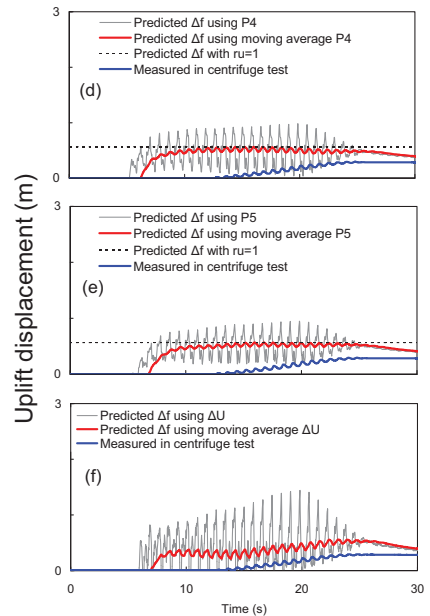 Uplift displacement (m)
Predicted Δf using P4
Predicted Δf using moving average P4
Predicted Δf with ru=1
Measured in centrifuge test
(d)
3
0
Predicted Δf using P5
Predicted Δf using moving average P5
Predicted Δf with ru=1
Measured in centrifuge test
(e)
3
0
3
Predicted Δf using ΔU
Predicted Δf using moving average ΔU
Measured in centrifuge test
(f)
0
0 10 20 30
Time (s)